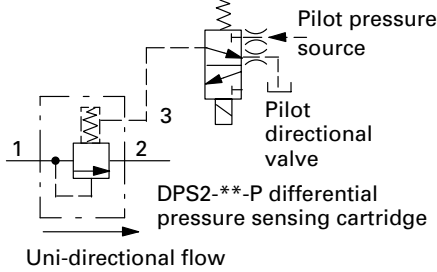 Pilot pressure
source
3
Pilot
directional
valve
1
2
DPS2-**-P differential
pressure sensing cartridge
Uni-directional flow